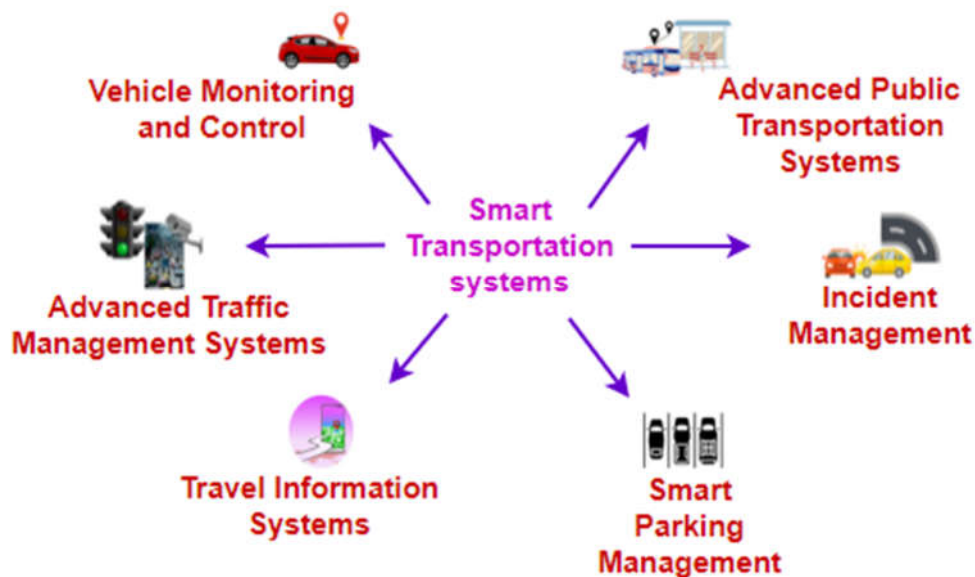 Vehicle Monitoring
and Control
Advanced Public
Transportation
Systems
Smart
Transportation
systems
Advanced Traffic
Management Systems
Incident
Management
Travel Information
Systems
Smart
Parking
Management